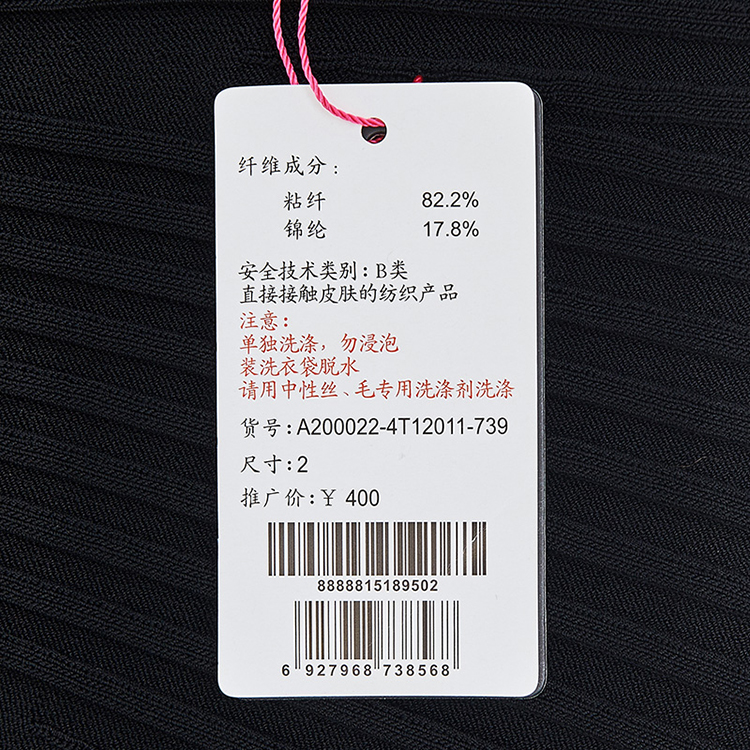 纤维成分:
粘纤 82.2%
锦纶 17.8%
安全技术类别:B类
直接接触皮肤的纺织产品
注意:
单独洗涤,勿浸泡
装洗衣袋脱水
请用中性丝、毛专用洗涤剂洗涤
货号:A200022-4T12011-739
尺寸:2
推广价:¥ 400
8888815189502
6 927968 738568